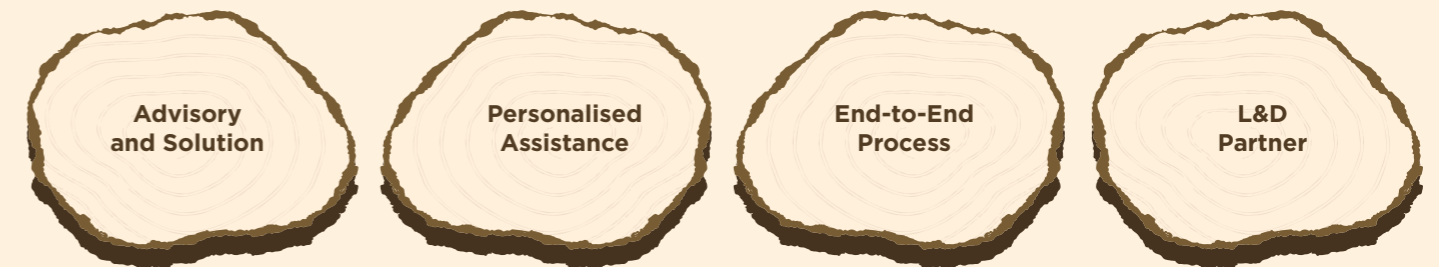 Advisory
and Solution
Personalised
Assistance
End-to-End
Process
L&D
Partner